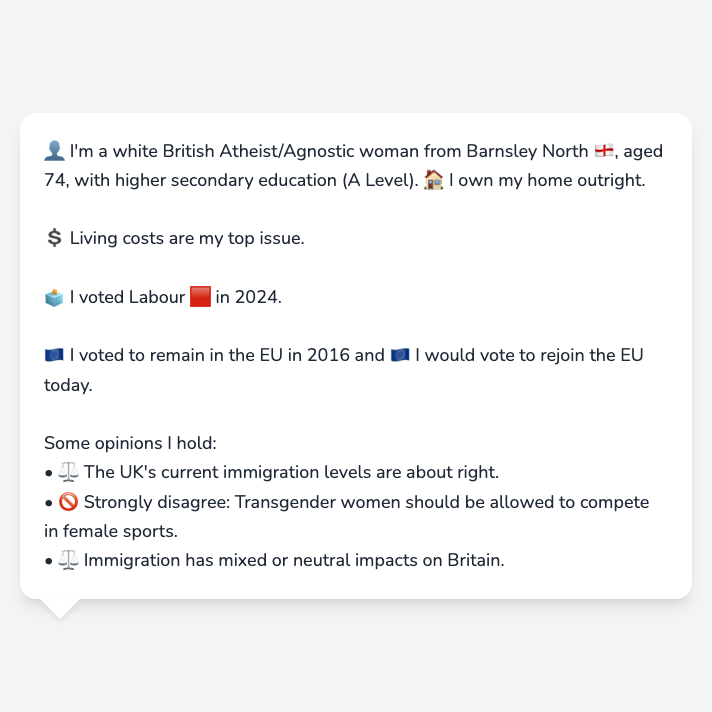 👤 I'm a white British Atheist/Agnostic woman from Barnsley North 🏴󠁧󠁢󠁥󠁮󠁧󠁿, aged
74, with higher secondary education (A Level). 🏠 I own my home outright.
💲 Living costs are my top issue.
🗳️ I voted Labour 🟥 in 2024.
🇪🇺 I voted to remain in the EU in 2016 and 🇪🇺 I would vote to rejoin the EU
today.
Some opinions I hold:
• ⚖️ The UK's current immigration levels are about right.
• 🚫 Strongly disagree: Transgender women should be allowed to compete
in female sports.
• ⚖️ Immigration has mixed or neutral impacts on Britain.